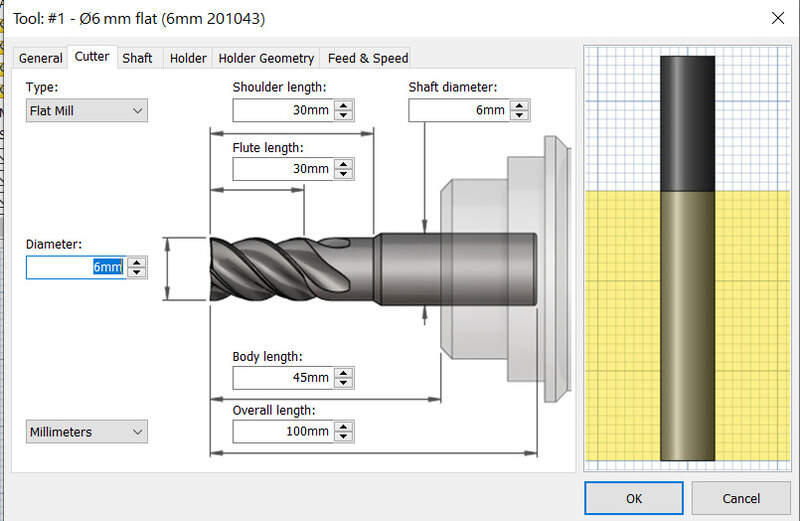 Tool: #1 - Ø6 mm flat (6mm 201043)
General Cutter Shaft Holder Holder Geometry Feed & Speed
Type:
Flat Mill
Shoulder length:
30mm
Shaft diameter:
6mm
Flute length:
30mm
Diameter:
6mm
Body length:
45mm
Millimeters
Overall length:
100mm
OK
Cancel